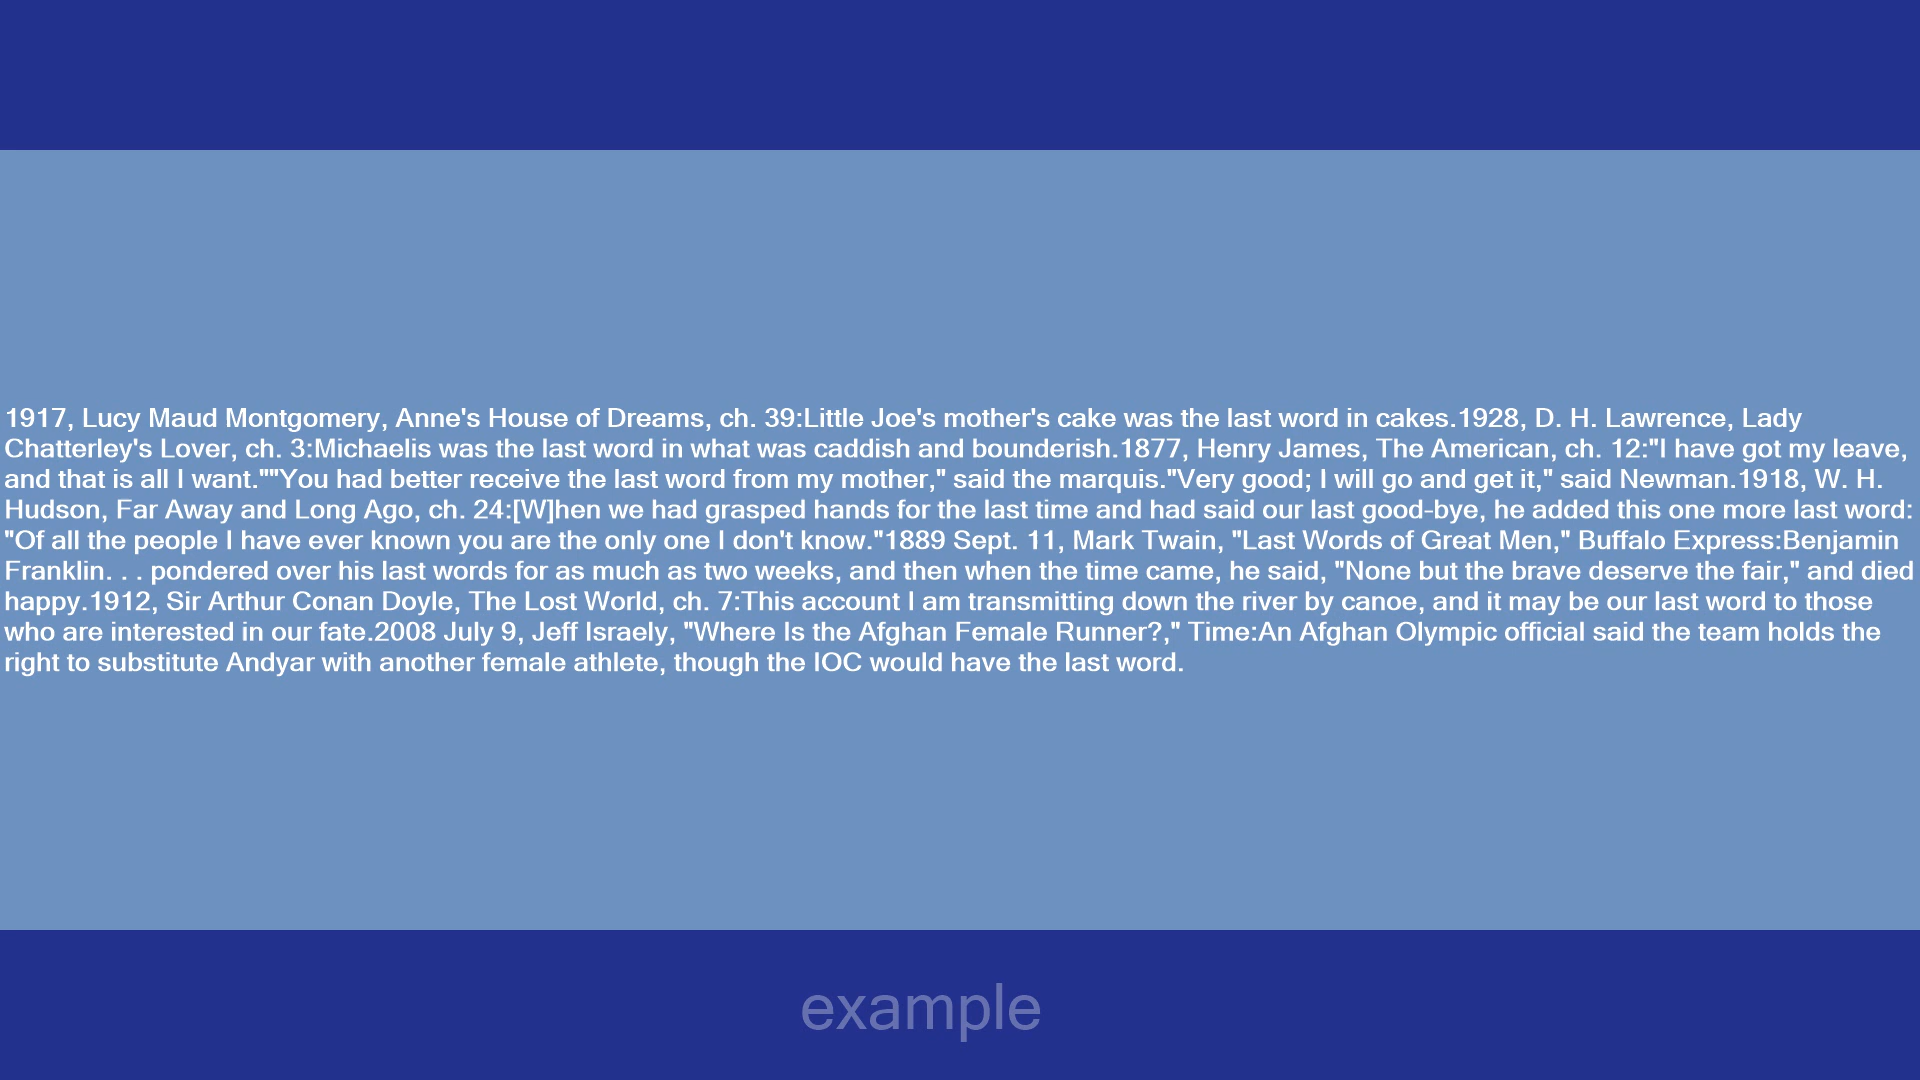 1917, Lucy Maud Montgomery, Anne's House of Dreams, ch. 39:Little Joe's mother's cake was the last word in cakes.1928, D. H. Lawrence, Lady
Chatterley's Lover, ch. 3:Michaelis was the last word in what was caddish and bounderish.1877, Henry James, The American, ch. 12:"I have got my leave,
and that is all I want.""You had better receive the last word from my mother," said the marquis."Very good; I will go and get it," said Newman.1918, W. H.
Hudson, Far Away and Long Ago, ch. 24:[W]hen we had grasped hands for the last time and had said our last good-bye, he added this one more last word:
"Of all the people I have ever known you are the only one I don't know."1889 Sept. 11, Mark Twain, "Last Words of Great Men," Buffalo Express:Benjamin
Franklin. . . pondered over his last words for as much as two weeks, and then when the time came, he said, "None but the brave deserve the fair," and died
happy.1912, Sir Arthur Conan Doyle, The Lost World, ch. 7:This account I am transmitting down the river by canoe, and it may be our last word to those
who are interested in our fate.2008 July 9, Jeff Israely, "Where Is the Afghan Female Runner?," Time:An Afghan Olympic official said the team holds the
right to substitute Andyar with another female athlete, though the IOC would have the last word.
example